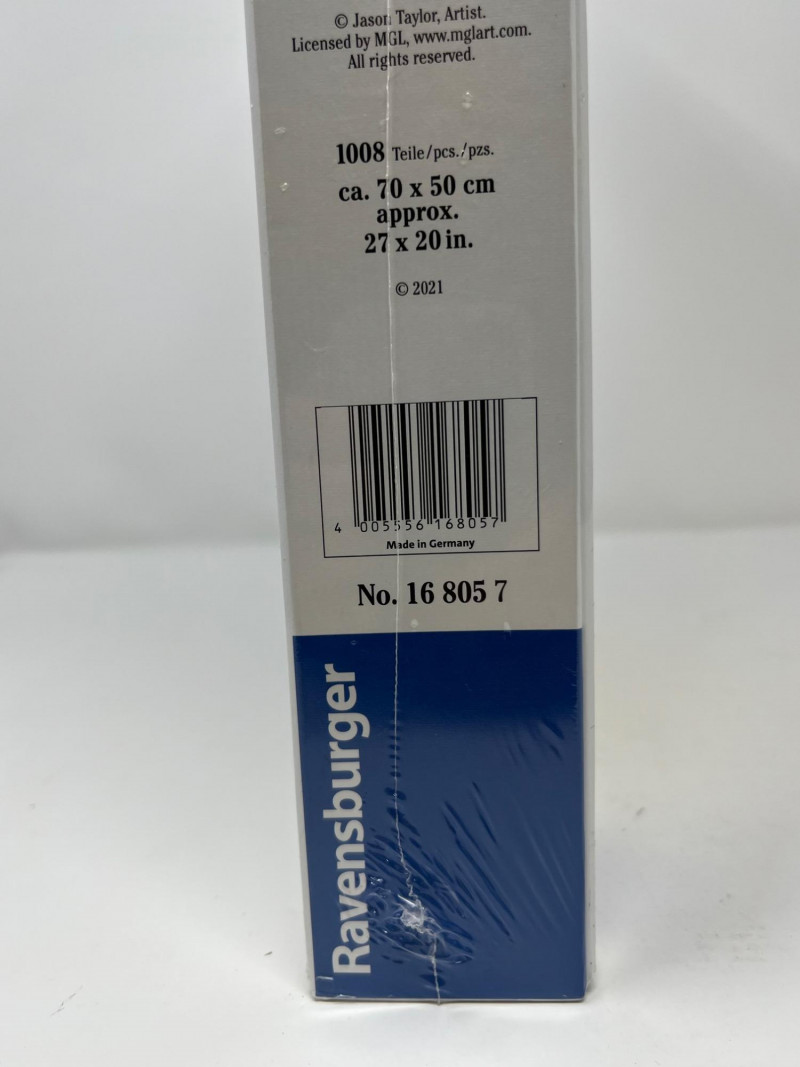 © Jason Taylor, Artist.
Licensed by MGL, www.mglart.com.
All rights reserved.
1008 Teile/pcs./pzs.
ca. 70 x 50 cm
approx.
27 x 20 in.
© 2021
4 005556 168057
Made in Germany
No. 16 805 7
Ravensburger